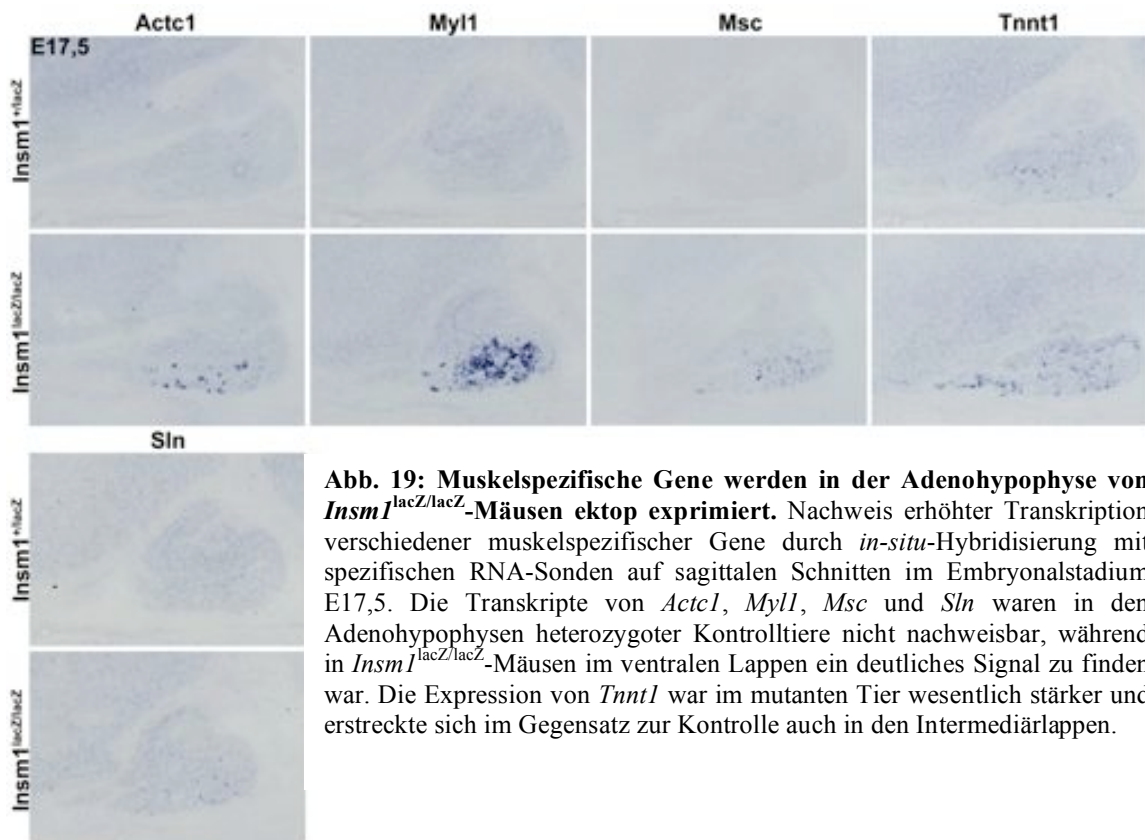 Actc1 Myl1 Msc Tnnt1
E17,5
Insm1+/lacZ
Insm1lacZ/lacZ
Sln
Insm1+/lacZ
Insm1lacZ/lacZ
Abb. 19: Muskelspezifische Gene werden in der Adenohypophyse von
Insm1lacZ/lacZ-Mäusen ektop exprimiert. Nachweis erhöhter Transkription
verschiedener muskelspezifischer Gene durch in-situ-Hybridisierung mit
spezifischen RNA-Sonden auf sagittalen Schnitten im Embryonalstadium
E17,5. Die Transkripte von Actc1, Myl1, Msc und Sln waren in den
Adenohypophysen heterozygoter Kontrolltiere nicht nachweisbar, während
in Insm1lacZ/lacZ-Mäusen im ventralen Lappen ein deutliches Signal zu finden
war. Die Expression von Tnnt1 war im mutanten Tier wesentlich stärker und
erstreckte sich im Gegensatz zur Kontrolle auch in den Intermediärlappen.